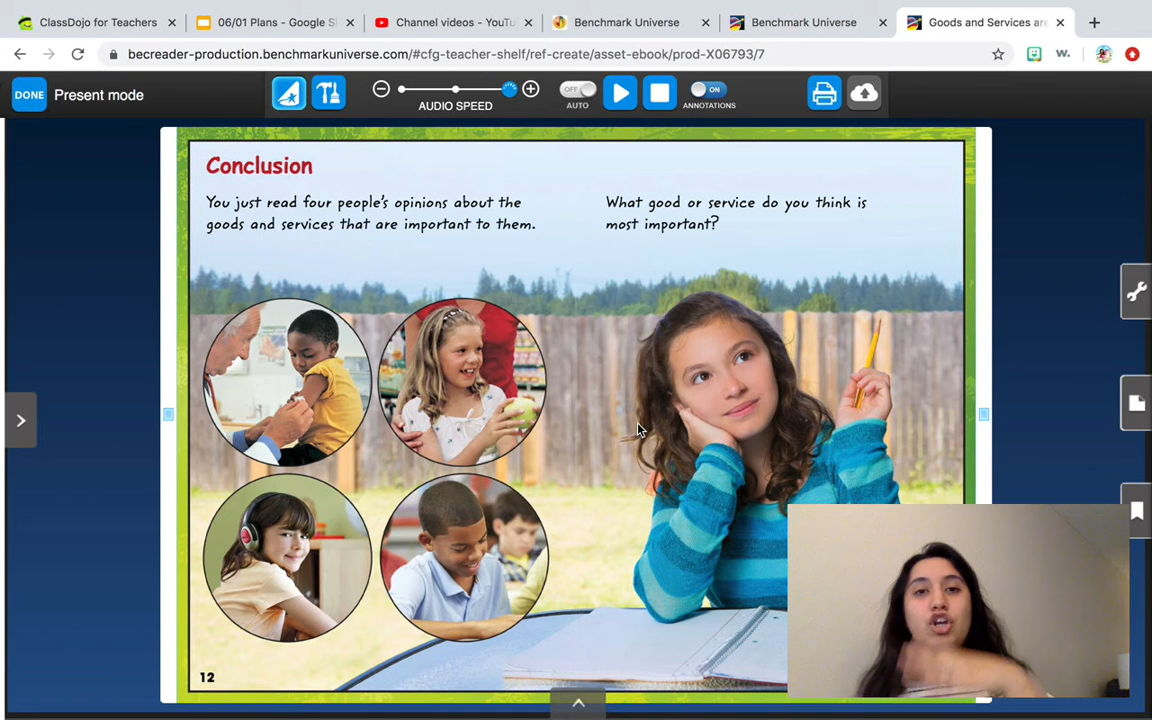 ClassDojo for Teachers
06/01 Plans - Google S
Channel videos - YouTu
Benchmark Universe
Benchmark Universe
Goods and Services are
becreader-production.benchmarkuniverse.com/#cfg-teacher-shelf/ref-create/asset-ebook/prod-X06793/7
W.
DONE
Present mode
AUDIO SPEED
OFF
AUTO
ON
ANNOTATIONS
Conclusion
You just read four people's opinions about the
goods and services that are important to them.
What good or service do you think is
most important?
12